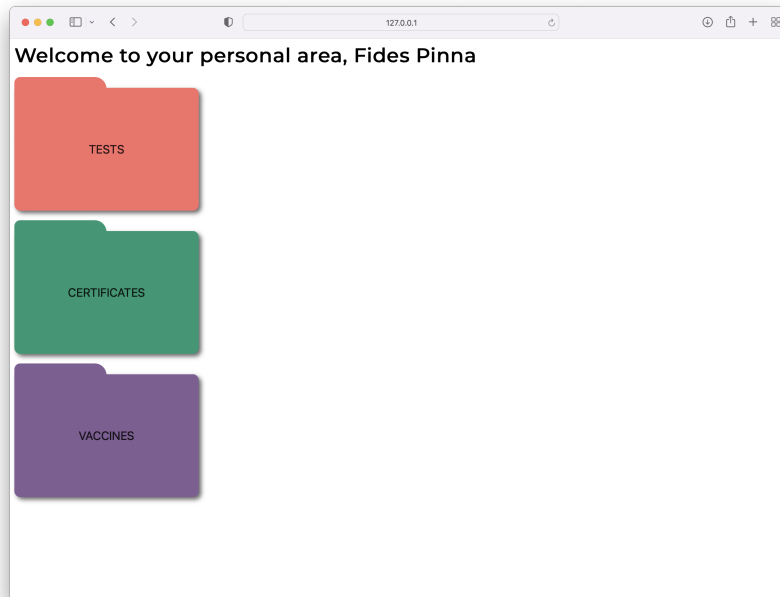 127.0.0.1
Welcome to your personal area, Fides Pinna
TESTS
CERTIFICATES
VACCINES